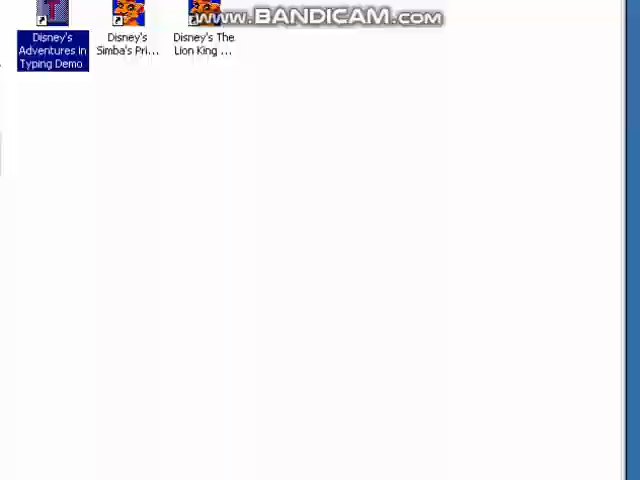 www.BANDICAM.com
Disney's
Adventures in
Typing Demo
Disney's
Simba's Pri...
Disney's The
Lion King ...